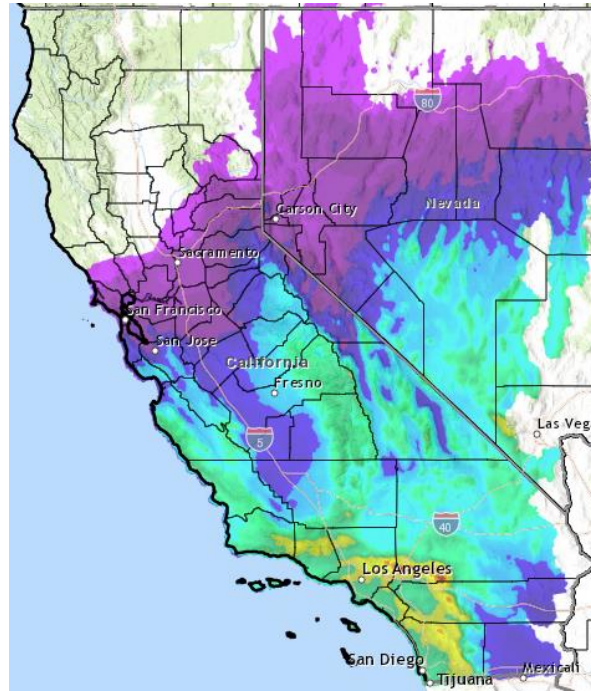 80
Nevada
Carson City
Sacramento
San Francisco
San Jose
California
Fresno
5
Las Veg
40
Los Angeles
San Diego
Tijuana
Mexicali